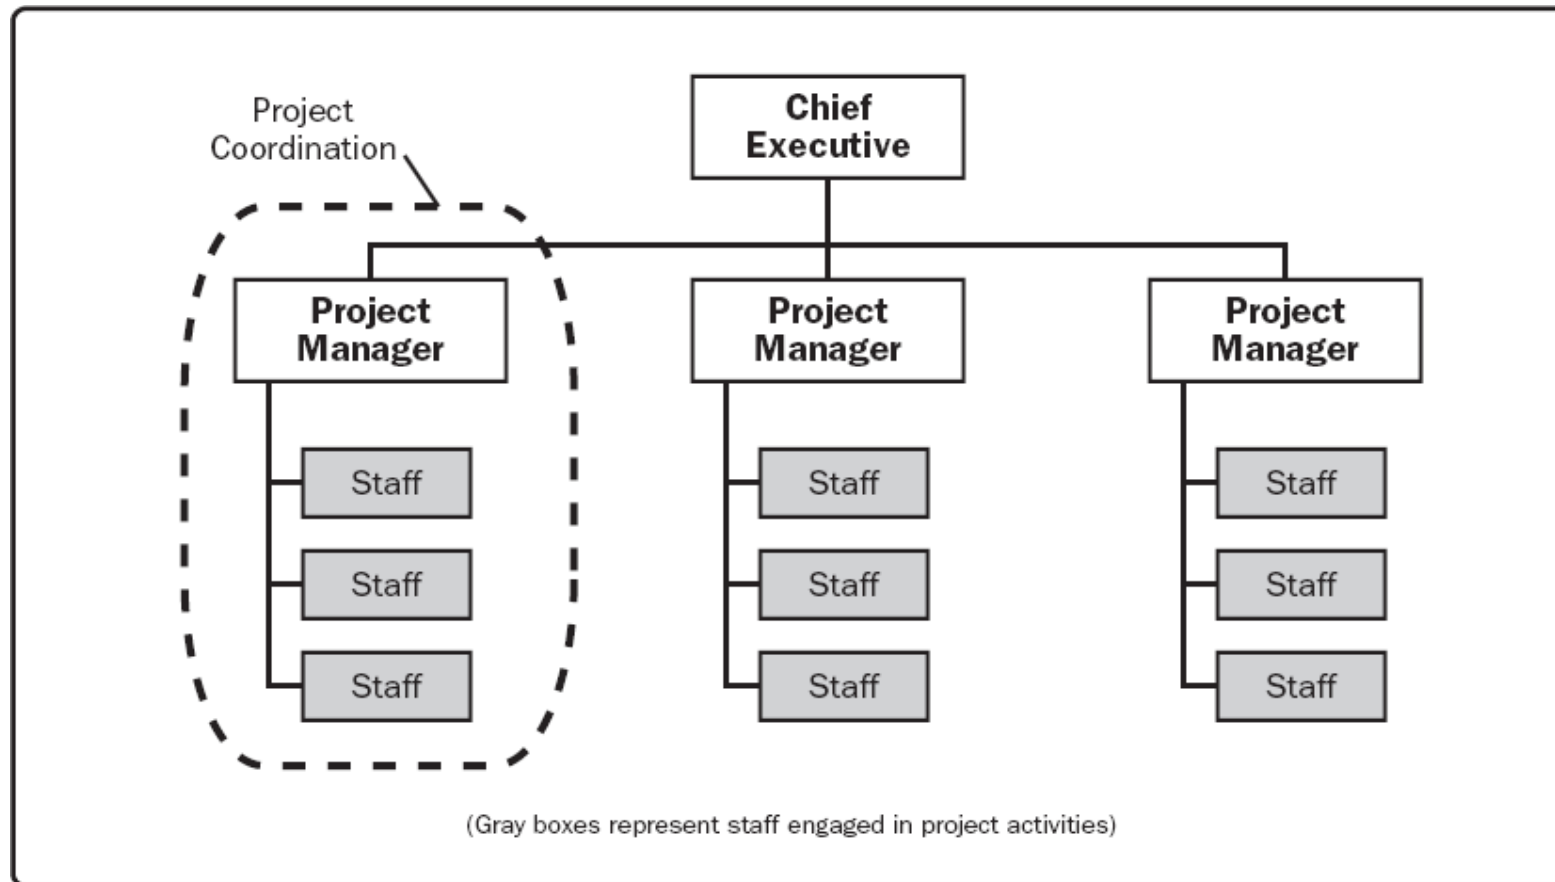 Project
Coordination
Chief
Executive
Project
Manager
Project
Manager
Project
Manager
Staff
Staff
Staff
Staff
Staff
Staff
Staff
Staff
Staff
(Gray boxes represent staff engaged in project activities)